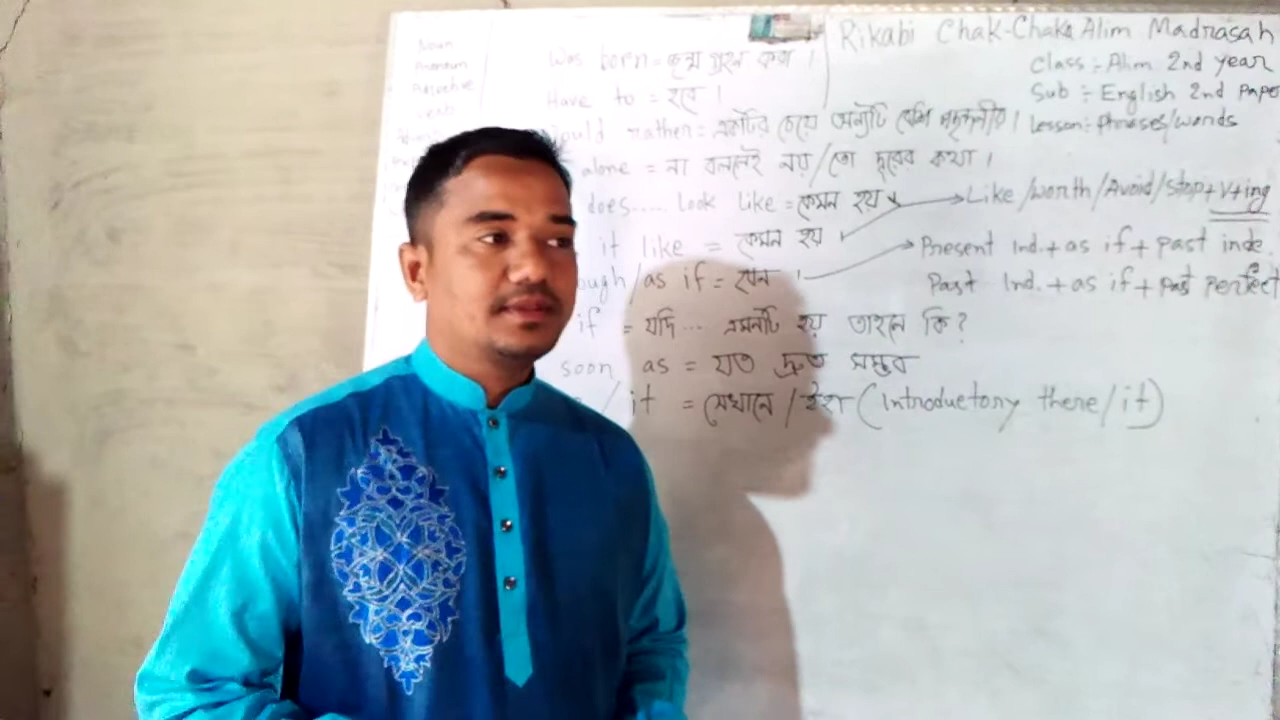 Rikabi Chak-Chaka Alim Madrasah
Class :- Alim 2nd year
Sub :- English 2nd Paper
Lesson :- Phrases/words
Noun
Pronoun
Was born = জন্ম গ্রহন করা ।
Have to = হবে ।
rather = একটির চেয়ে অন্যটি বেশি পছন্দনীয় ।
alone = না বললেই নয়/তো দূরের কথা ।
does...... Look like = কেমন হয়
Like/worth/Avoid/stop+V+ing
it like = কেমন হয় ।
Present Ind.+ as if + past inde.
ough/as if = যেন ।
Past Ind. + as if + past perfect
if = যদি ... এমনটি হয় তাহলে কি ?
soon as = যত দ্রুত সম্ভব
/ it = সেখানে / ইহা (Introductory there/it)